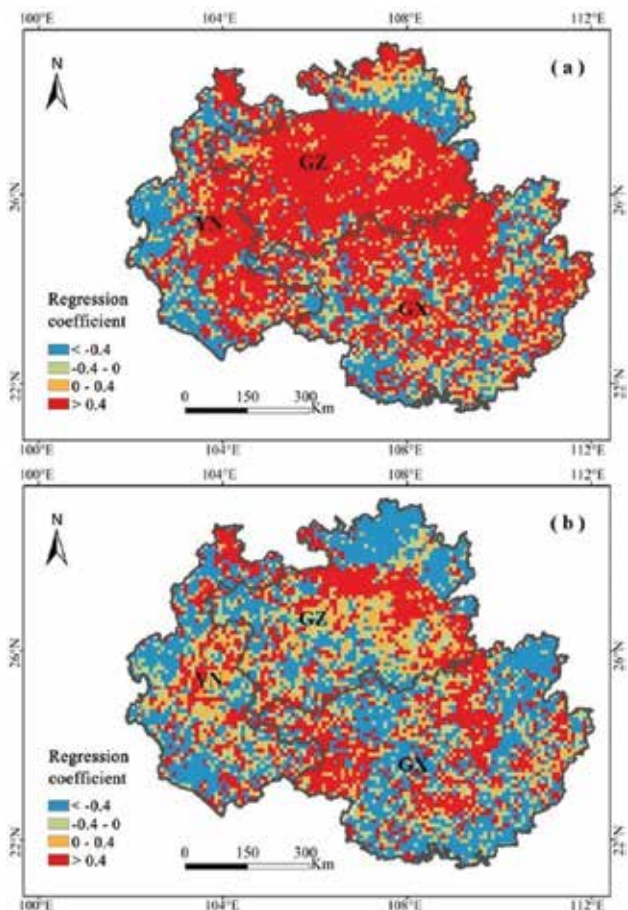 100°E 104°E 108°E 112°E
N
( a )
GZ
26°N 26°N
YN
Regression
coefficient
GX
< -0.4
-0.4 - 0
0 - 0.4
> 0.4
22°N 22°N
0 150 300
Km
100°E 104°E 108°E 112°E
100°E 104°E 108°E 112°E
N
( b )
GZ
26°N 26°N
YN
Regression
coefficient
GX
< -0.4
-0.4 - 0
0 - 0.4
> 0.4
22°N 22°N
0 150 300
Km
100°E 104°E 108°E 112°E